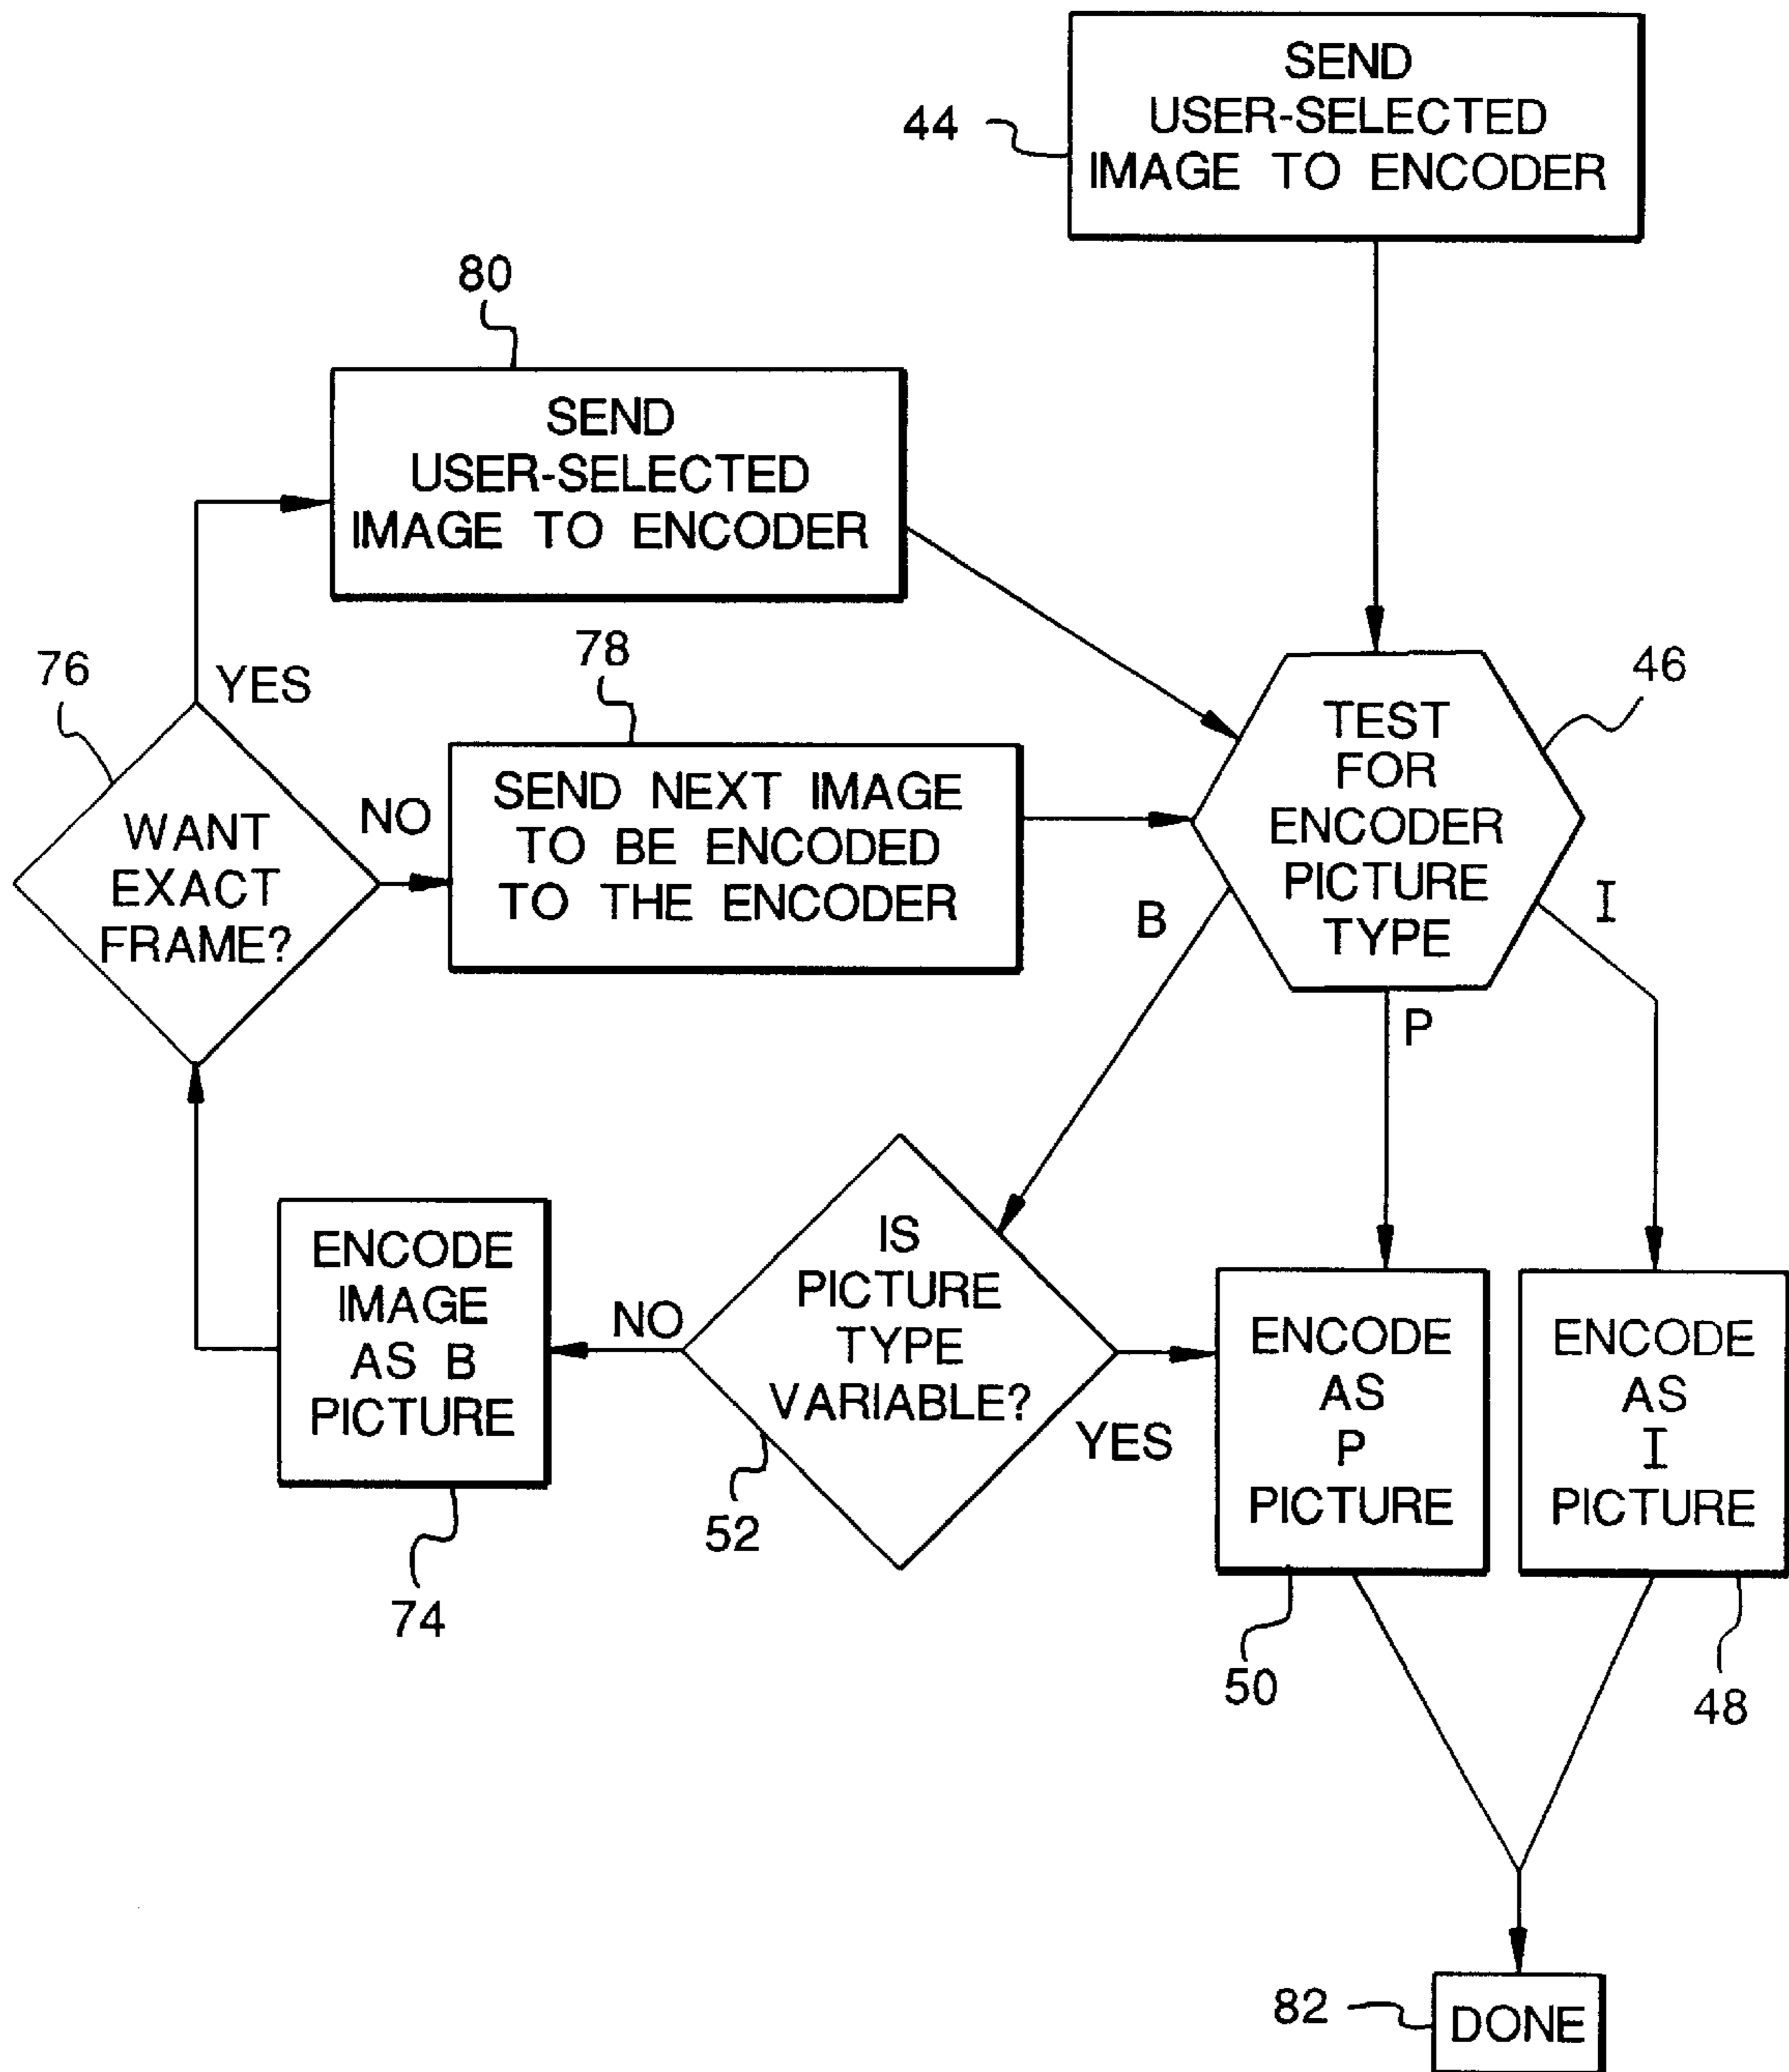 SEND
USER-SELECTED
IMAGE TO ENCODER
44
80
SEND
USER-SELECTED
IMAGE TO ENCODER
76
YES
78
46
WANT
EXACT
FRAME?
NO
SEND NEXT IMAGE
TO BE ENCODED
TO THE ENCODER
TEST
FOR
ENCODER
PICTURE
TYPE
B
P
I
ENCODE
IMAGE
AS B
PICTURE
74
NO
IS
PICTURE
TYPE
VARIABLE?
52
YES
ENCODE
AS
P
PICTURE
50
ENCODE
AS
I
PICTURE
48
82
DONE